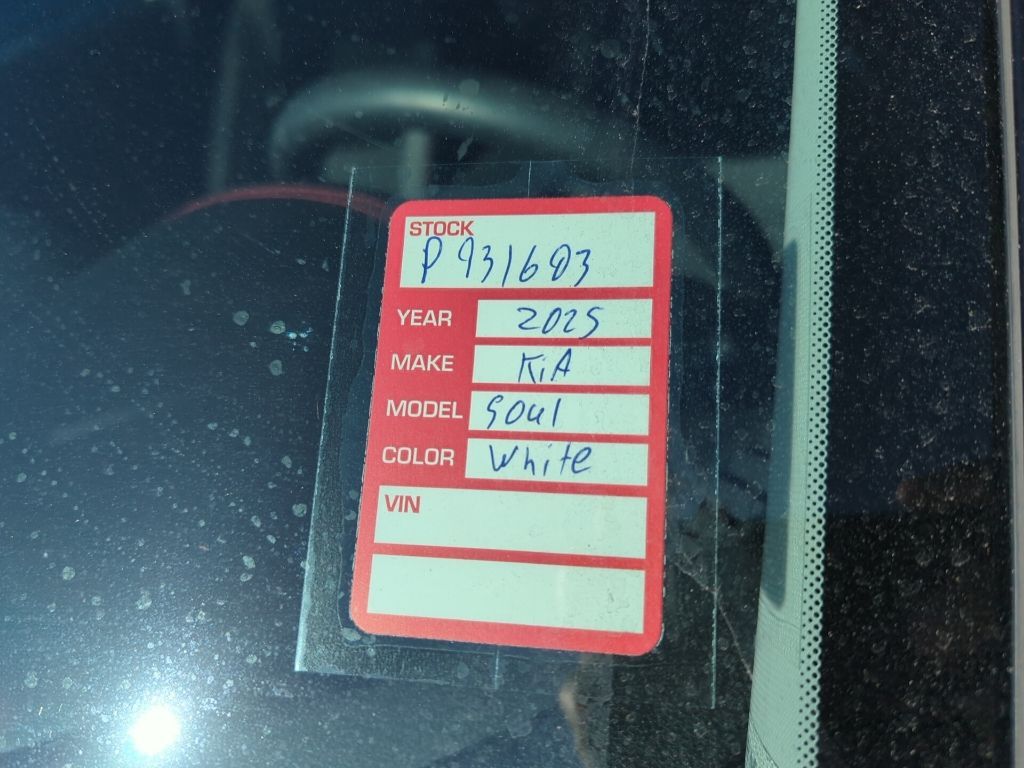 STOCK
P931683
YEAR 2025
MAKE KiA
MODEL Soul
COLOR White
VIN